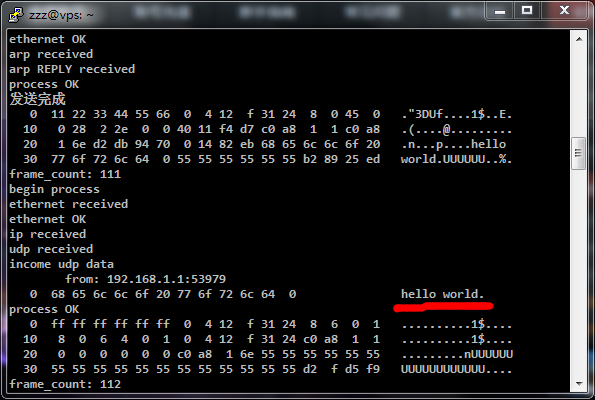 zzz@vps: ~
ethernet OK
arp received
arp REPLY received
process OK
发送完成
0 11 22 33 44 55 66 0 4 12 f 31 24 8 0 45 0 ."3DUf....1$..E.
10 0 28 2 2e 0 0 40 11 f4 d7 c0 a8 1 1 c0 a8 .(....@.........
20 1 6e d2 db 94 70 0 14 82 eb 68 65 6c 6c 6f 20 .n...p....hello
30 77 6f 72 6c 64 0 55 55 55 55 55 55 b2 89 25 ed world.UUUUUU..%.
frame_count: 111
begin process
ethernet received
ethernet OK
ip received
udp received
income udp data
from: 192.168.1.1:53979
0 68 65 6c 6c 6f 20 77 6f 72 6c 64 0 hello world.
process OK
0 ff ff ff ff ff ff 0 4 12 f 31 24 8 6 0 1 ...........1$....
10 8 0 6 4 0 1 0 4 12 f 31 24 c0 a8 1 1 ..........1$....
20 0 0 0 0 0 0 c0 a8 1 6e 55 55 55 55 55 55 .........nUUUUUU
30 55 55 55 55 55 55 55 55 55 55 55 55 d2 f d5 f9 UUUUUUUUUUUU....
frame_count: 112